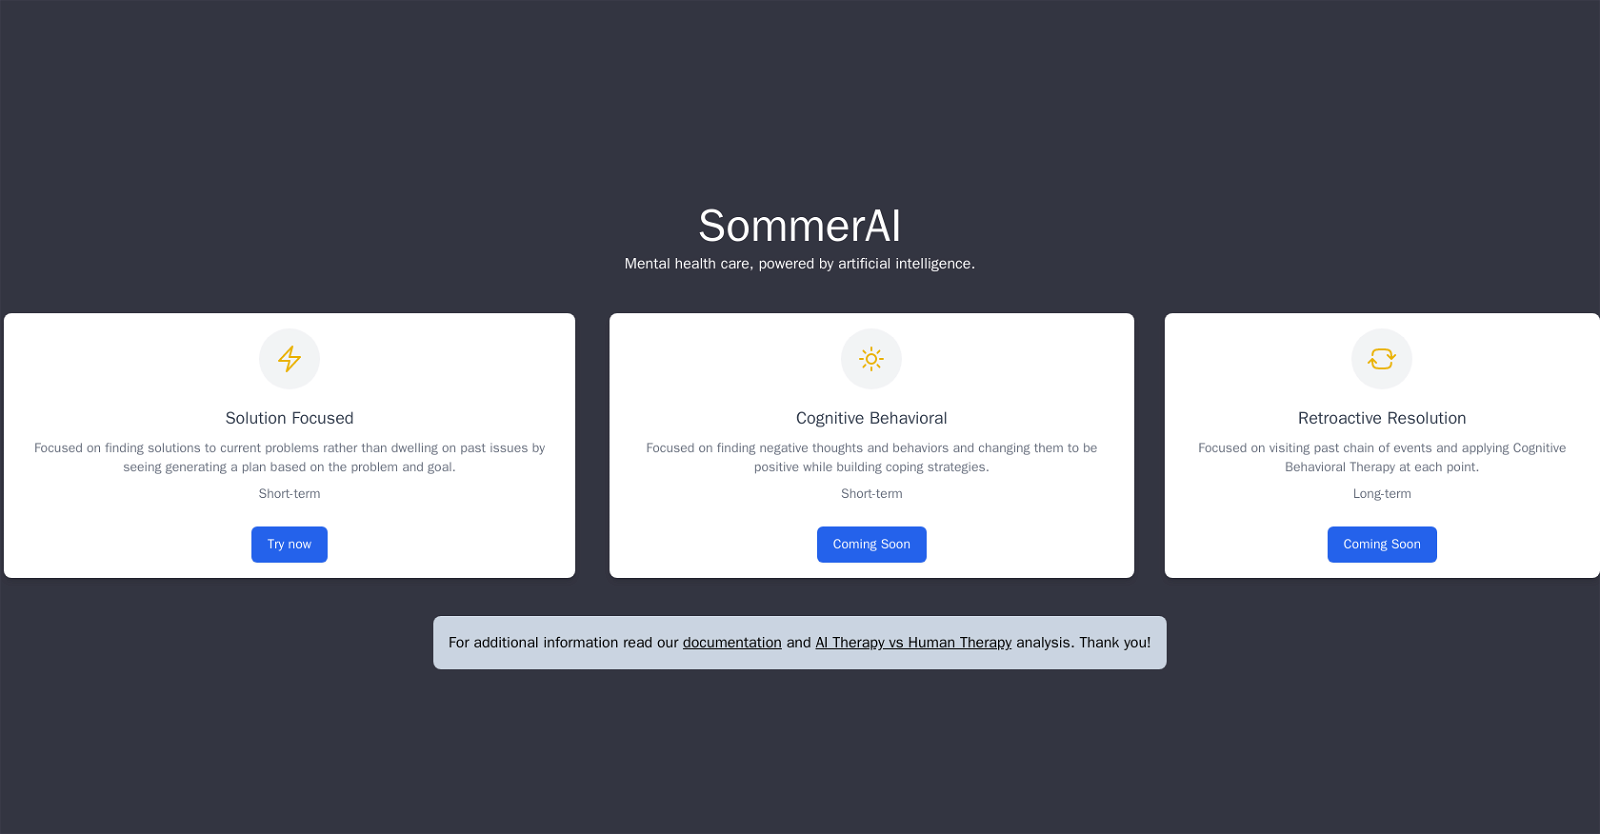 SommerAI
Mental health care, powered by artificial intelligence.
Solution Focused
Focused on finding solutions to current problems rather than dwelling on past issues by
seeing generating a plan based on the problem and goal.
Short-term
Try now
Cognitive Behavioral
Focused on finding negative thoughts and behaviors and changing them to be
positive while building coping strategies.
Short-term
Coming Soon
Retroactive Resolution
Focused on visiting past chain of events and applying Cognitive
Behavioral Therapy at each point.
Long-term
Coming Soon
For additional information read our documentation and AI Therapy vs Human Therapy analysis. Thank you!